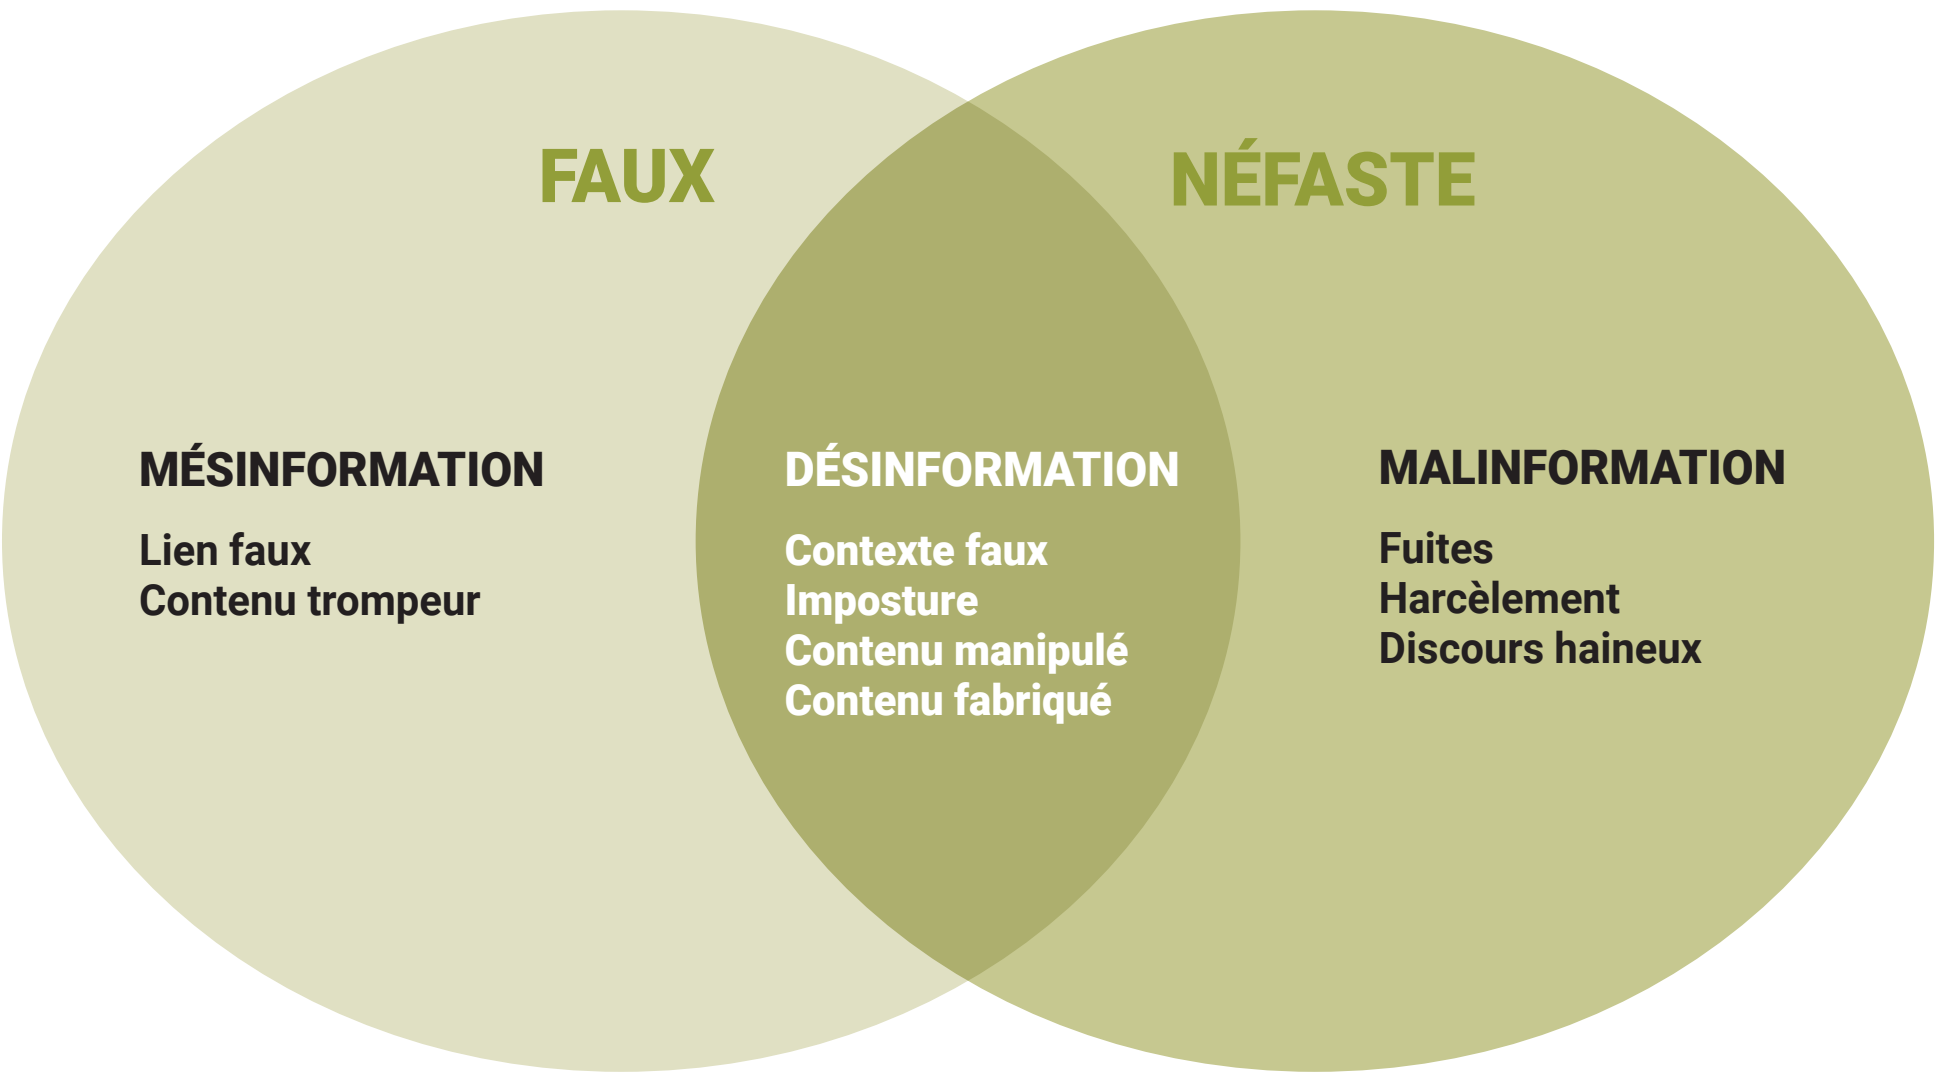 FAUX
NÉFASTE
MÉSINFORMATION
Lien faux
Contenu trompeur
DÉSINFORMATION
Contexte faux
Imposture
Contenu manipulé
Contenu fabriqué
MALINFORMATION
Fuites
Harcèlement
Discours haineux